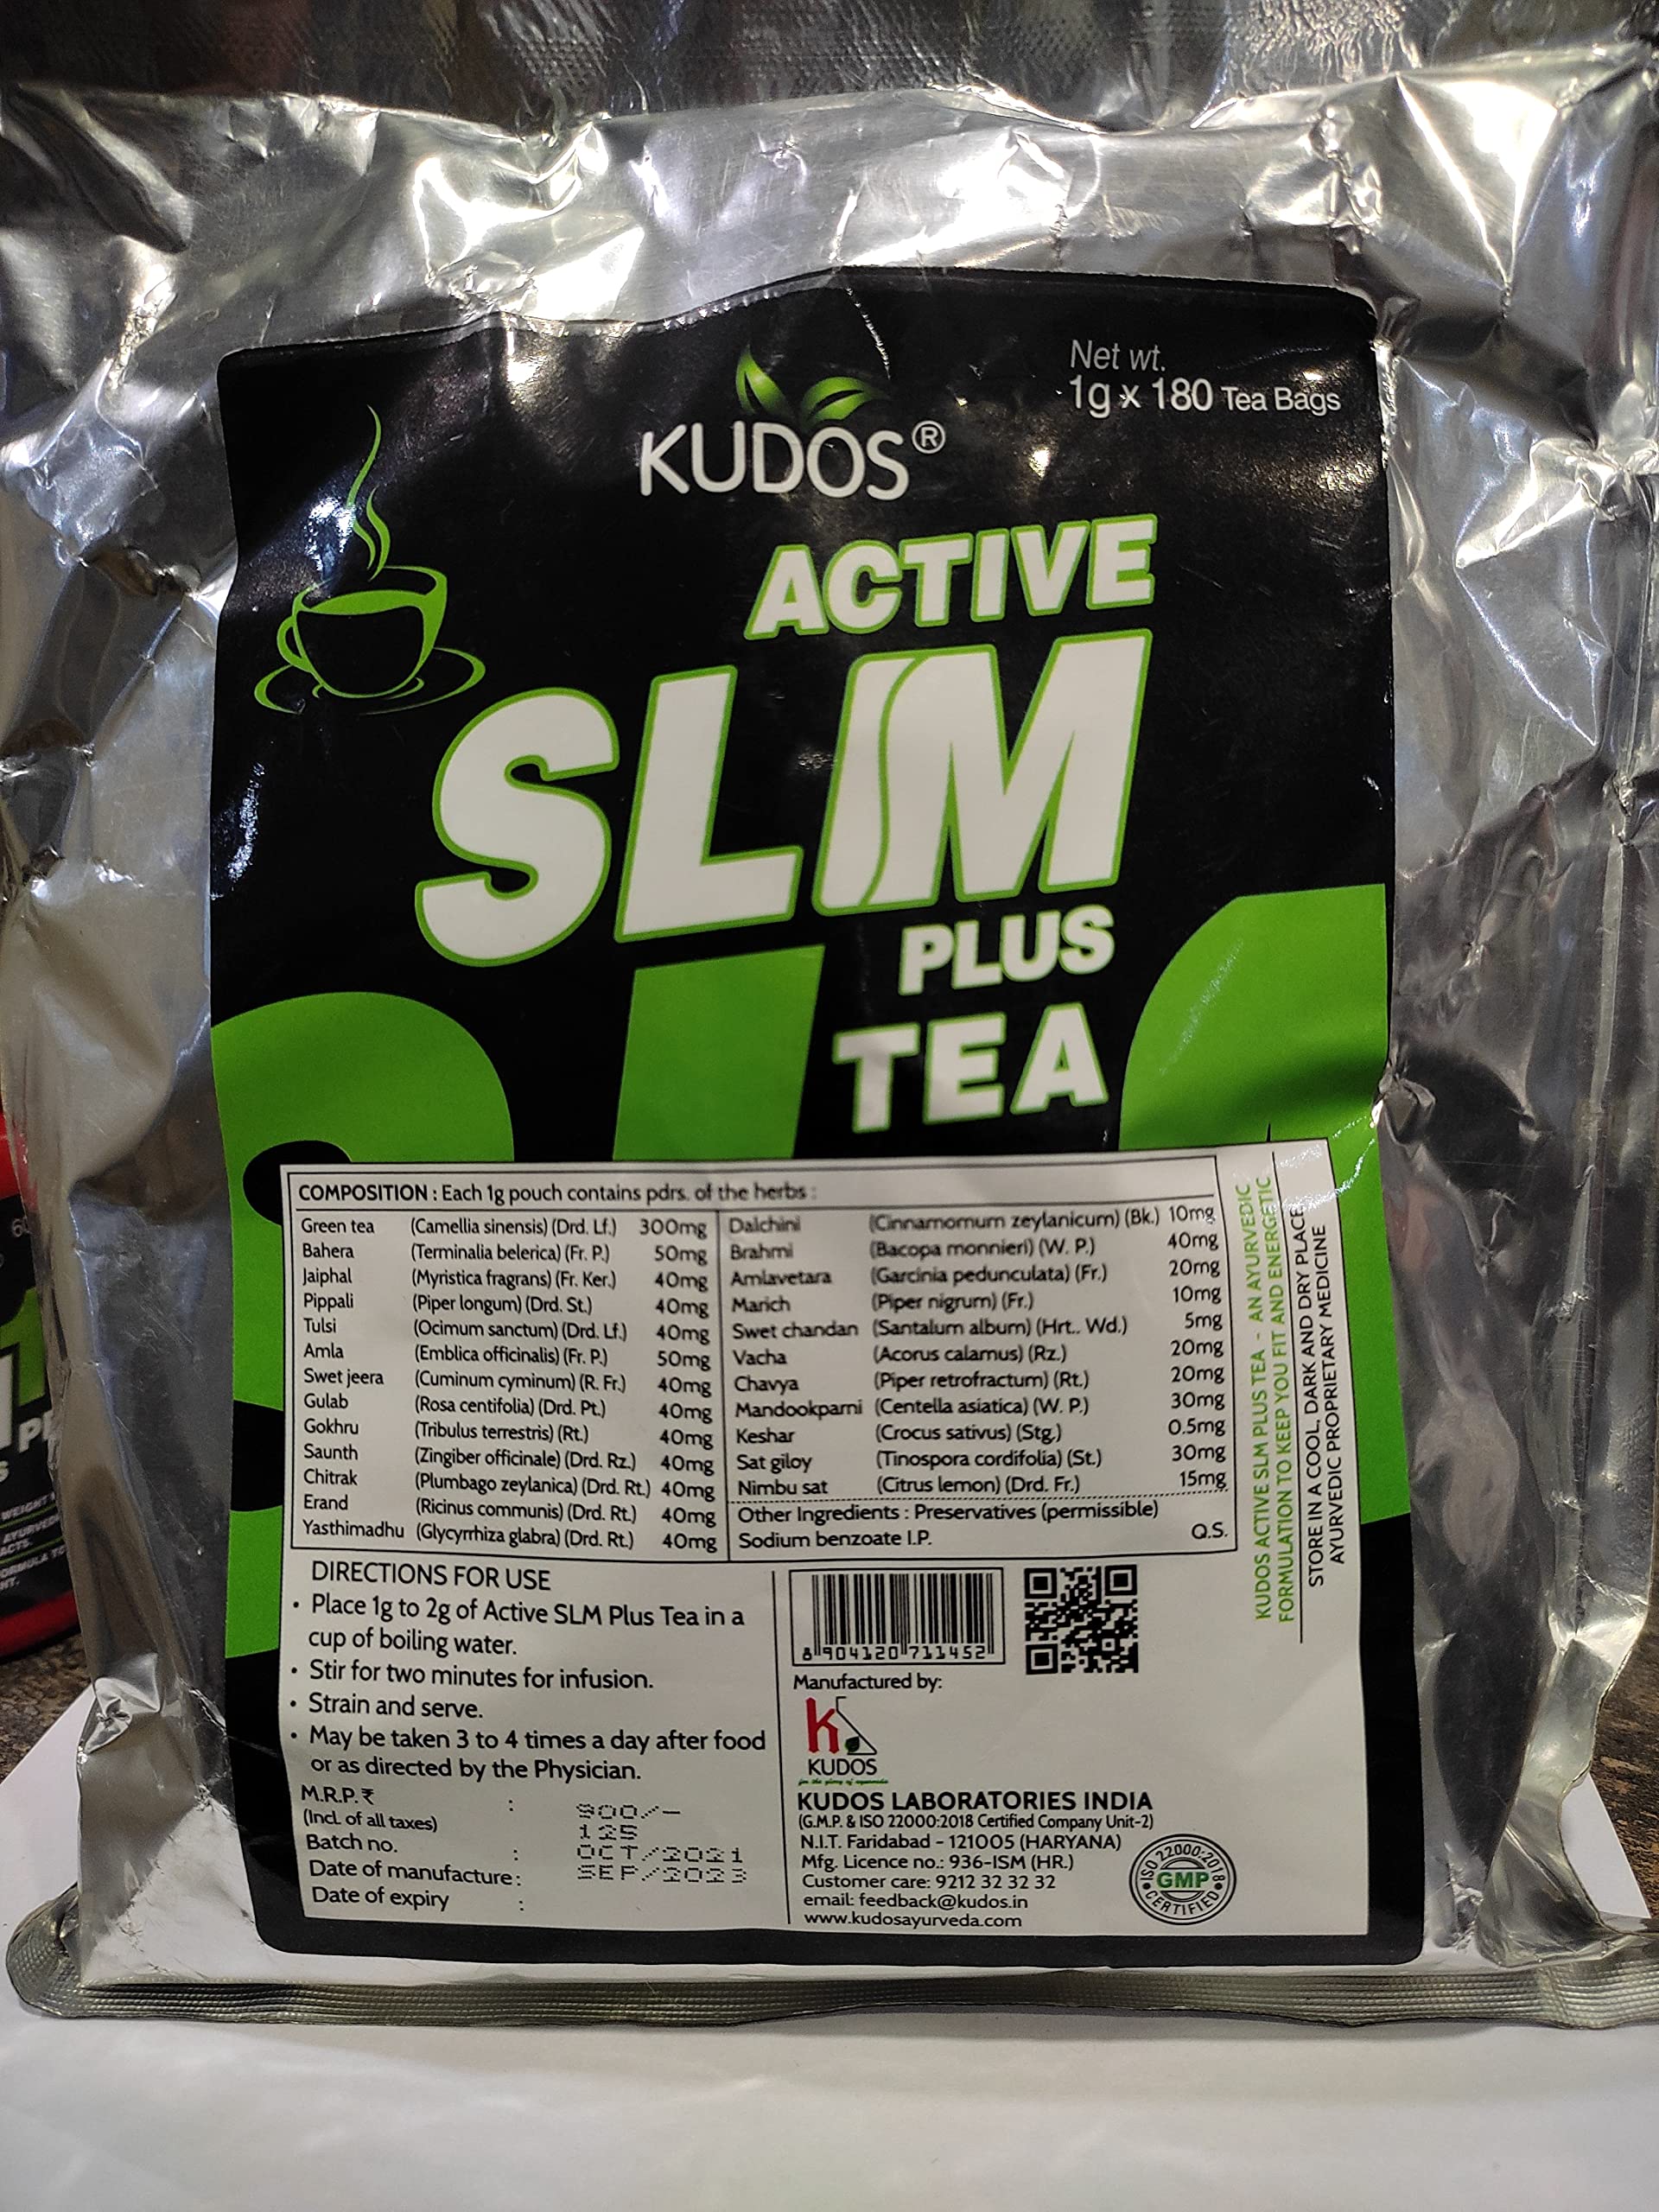 Net wt.
1g x 180 Tea Bags
KUDOS®
ACTIVE
SLIM
PLUS
TEA
COMPOSITION : Each 1g pouch contains pdrs. of the herbs :
Green tea (Camellia sinensis) (Drd. Lf.) 300mg
Bahera (Terminalia belerica) (Fr. P.) 50mg
Jaiphal (Myristica fragrans) (Fr. Ker.) 40mg
Pippali (Piper longum) (Drd. St.) 40mg
Tulsi (Ocimum sanctum) (Drd. Lf.) 40mg
Amla (Emblica officinalis) (Fr. P.) 50mg
Swet jeera (Cuminum cyminum) (R. Fr.) 40mg
Gulab (Rosa centifolia) (Drd. Pt.) 40mg
Gokhru (Tribulus terrestris) (Rt.) 40mg
Saunth (Zingiber officinale) (Drd. Rz.) 40mg
Chitrak (Plumbago zeylanica) (Drd. Rt.) 40mg
Erand (Ricinus communis) (Drd. Rt.) 40mg
Yasthimadhu (Glycyrrhiza glabra) (Drd. Rt.) 40mg
Dalchini (Cinnamomum zeylanicum) (Bk.) 10mg
Brahmi (Bacopa monnieri) (W. P.) 40mg
Amlavetara (Garcinia pedunculata) (Fr.) 20mg
Marich (Piper nigrum) (Fr.) 10mg
Swet chandan (Santalum album) (Hrt.. Wd.) 5mg
Vacha (Acorus calamus) (Rz.) 20mg
Chavya (Piper retrofractum) (Rt.) 20mg
Mandookparni (Centella asiatica) (W. P.) 30mg
Keshar (Crocus sativus) (Stg.) 0.5mg
Sat giloy (Tinospora cordifolia) (St.) 30mg
Nimbu sat (Citrus lemon) (Drd. Fr.) 15mg
Other Ingredients : Preservatives (permissible)
Sodium benzoate I.P. Q.S.
KUDOS ACTIVE SLM PLUS TEA - AN AYURVEDIC
FORMULATION TO KEEP YOU FIT AND ENERGETIC
STORE IN A COOL, DARK AND DRY PLACE
AYURVEDIC PROPRIETARY MEDICINE
DIRECTIONS FOR USE
• Place 1g to 2g of Active SLM Plus Tea in a
cup of boiling water.
• Stir for two minutes for infusion.
• Strain and serve.
• May be taken 3 to 4 times a day after food
or as directed by the Physician.
M.R.P. ₹ :
(Incl. of all taxes) 900/-
Batch no. : 125
Date of manufacture : OCT/2021
Date of expiry : SEP/2023
8 904120 711452
Manufactured by:
k
KUDOS
for the glory of ayurveda
KUDOS LABORATORIES INDIA
(G.M.P. & ISO 22000:2018 Certified Company Unit-2)
N.I.T. Faridabad - 121005 (HARYANA)
Mfg. Licence no.: 936-ISM (HR.)
Customer care: 9212 32 32 32
email: feedback@kudos.in
www.kudosayurveda.com
ISO 22000:2018
GMP
CERTIFIED